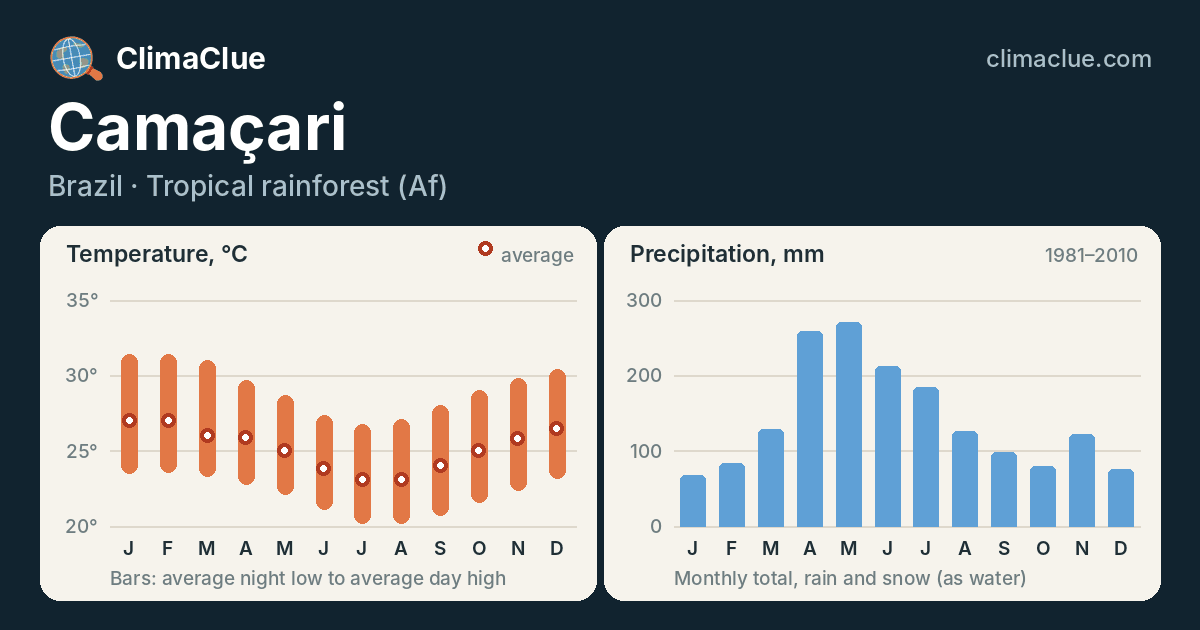 ClimaClue
climaclue.com
Camaçari
Brazil · Tropical rainforest (Af)
Temperature, °C
average
35°
30°
25°
20°
J F M A M J J A S O N D
Bars: average night low to average day high
Precipitation, mm
1981–2010
300
200
100
0
J F M A M J J A S O N D
Monthly total, rain and snow (as water)